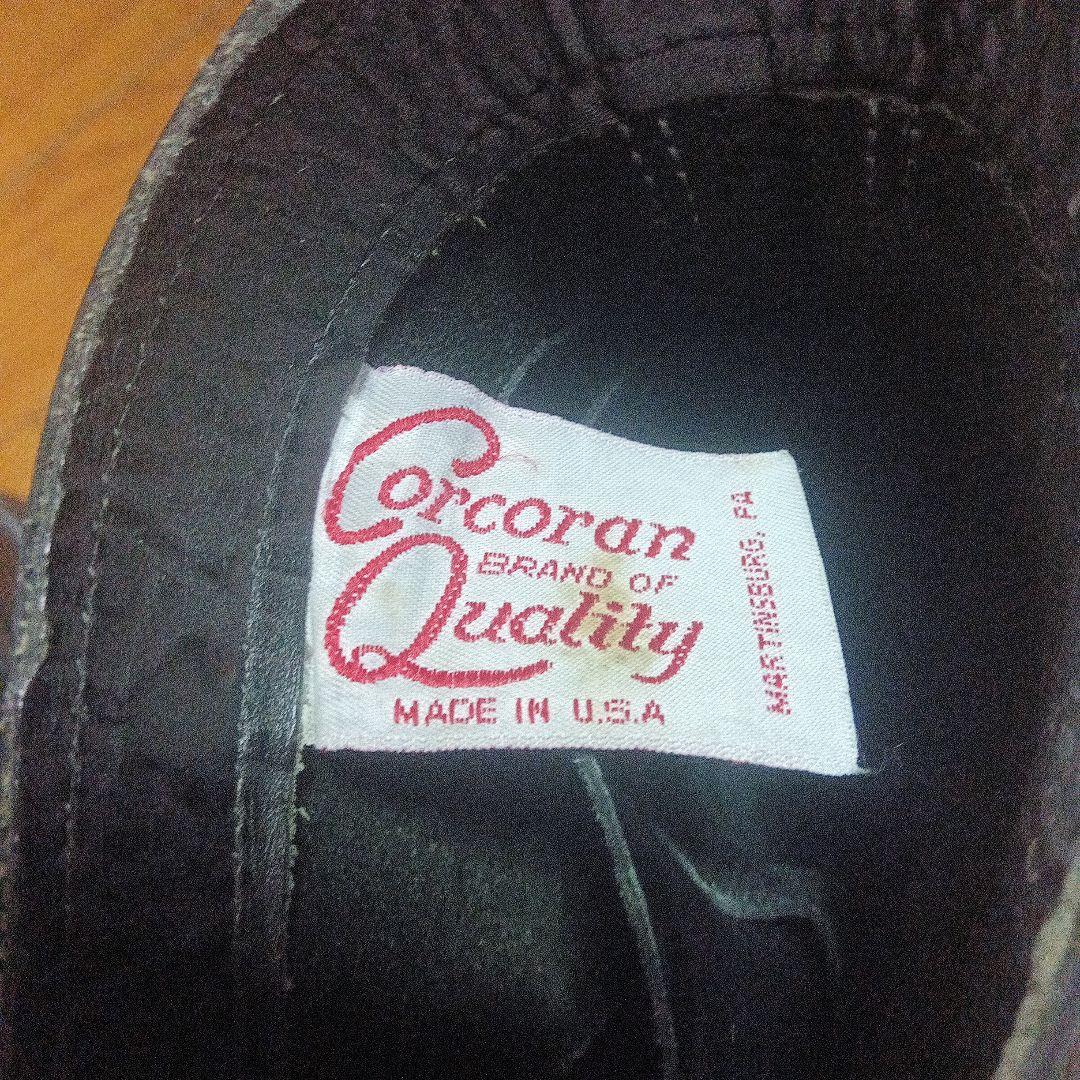 Corcoran
BRAND OF
Quality
MADE IN U.S.A
MARTINSBURG, PA